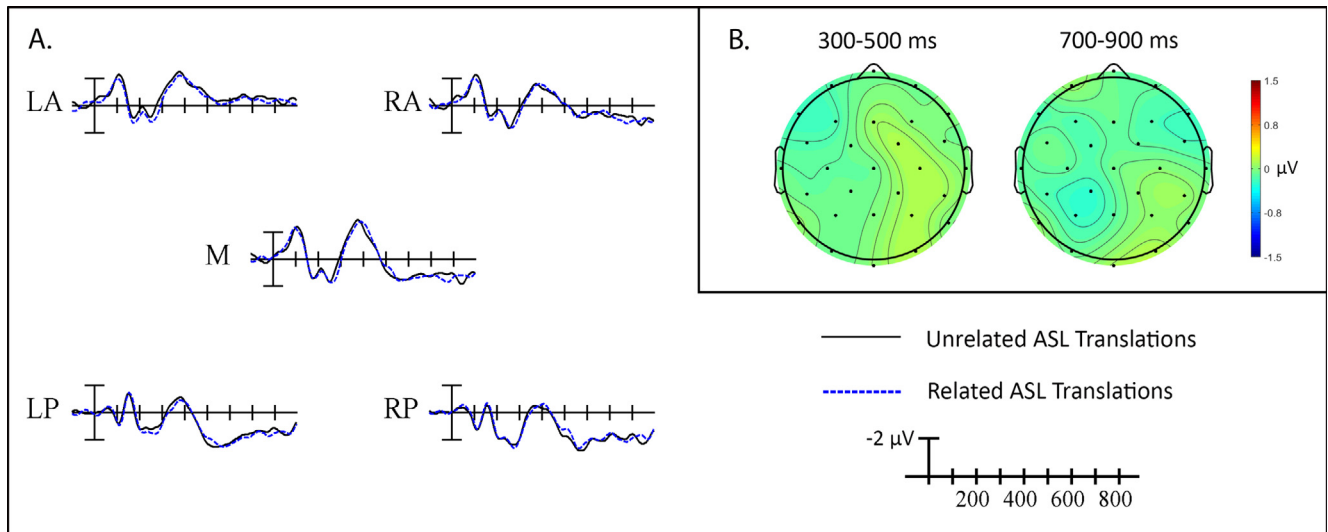 A.
LA
RA
M
LP
RP
B.
300-500 ms
700-900 ms
1.5
0.8
0
-0.8
-1.5
µV
Unrelated ASL Translations
Related ASL Translations
-2 µV
200 400 600 800